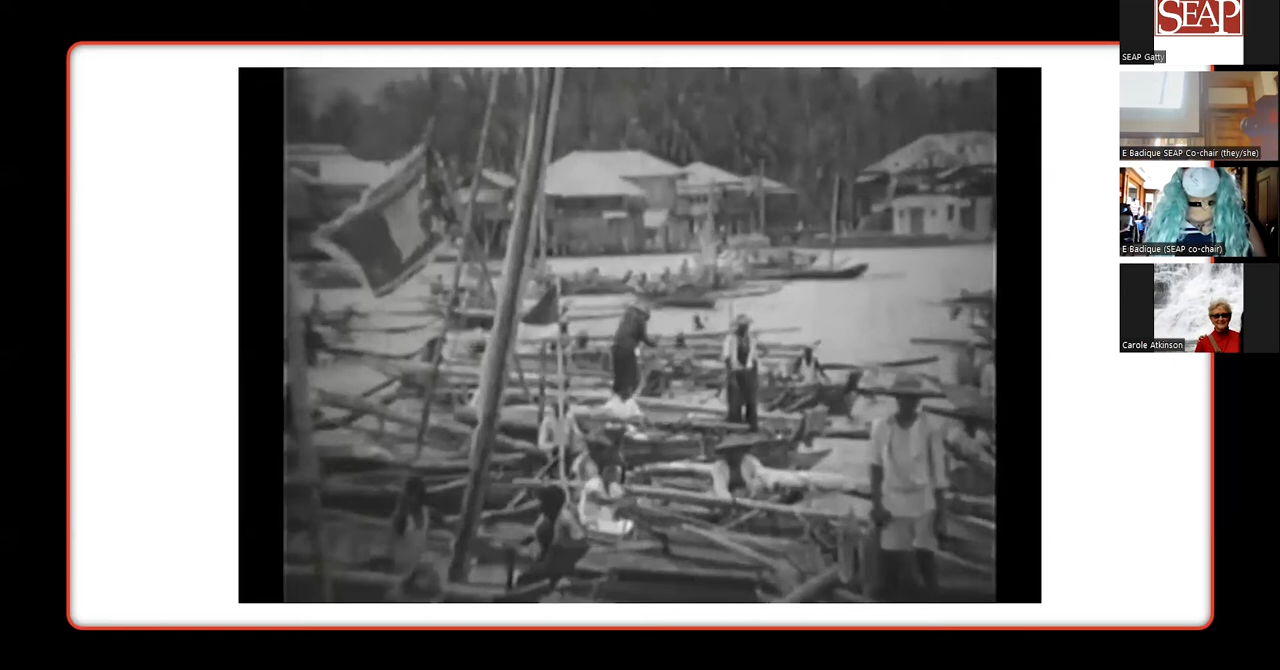 SEAP
SEAP Gatty
E Badique SEAP Co-chair (they/she)
E Badique (SEAP co-chair)
Carole Atkinson